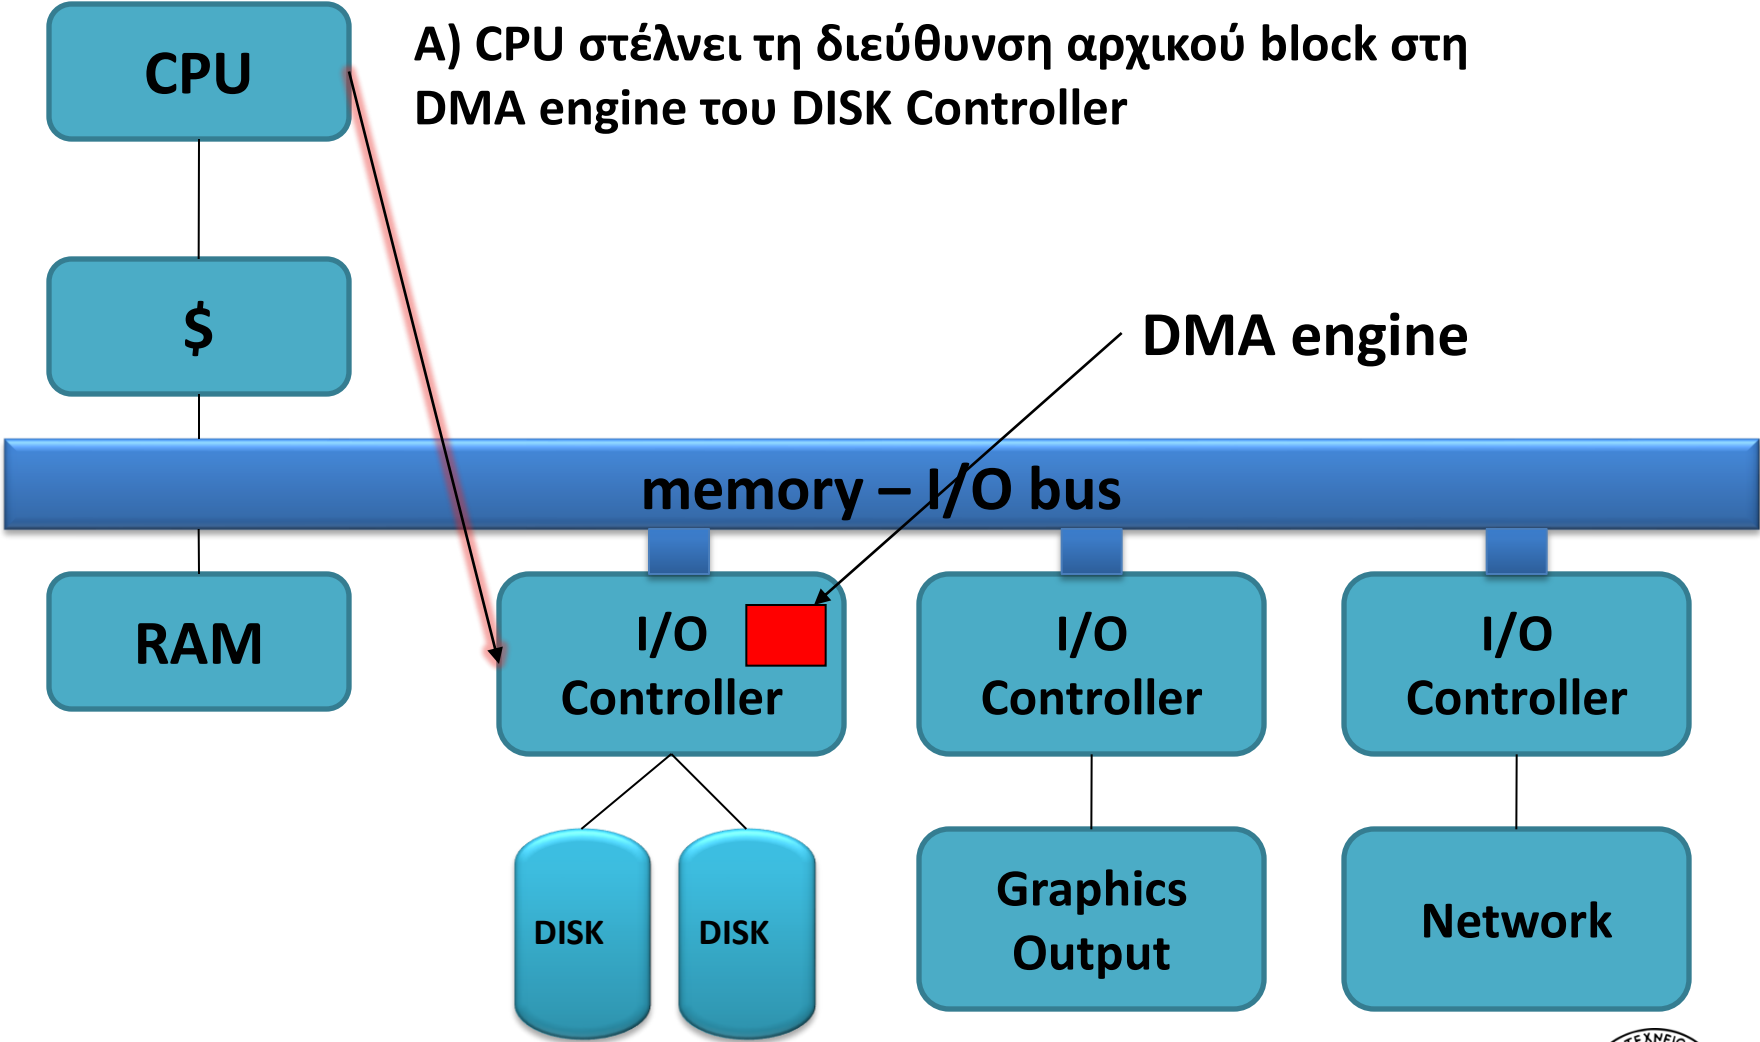 CPU
Α) CPU στέλνει τη διεύθυνση αρχικού block στη
DMA engine του DISK Controller
$
DMA engine
memory – I/O bus
RAM
I/O
Controller
I/O
Controller
I/O
Controller
DISK
DISK
Graphics
Output
Network